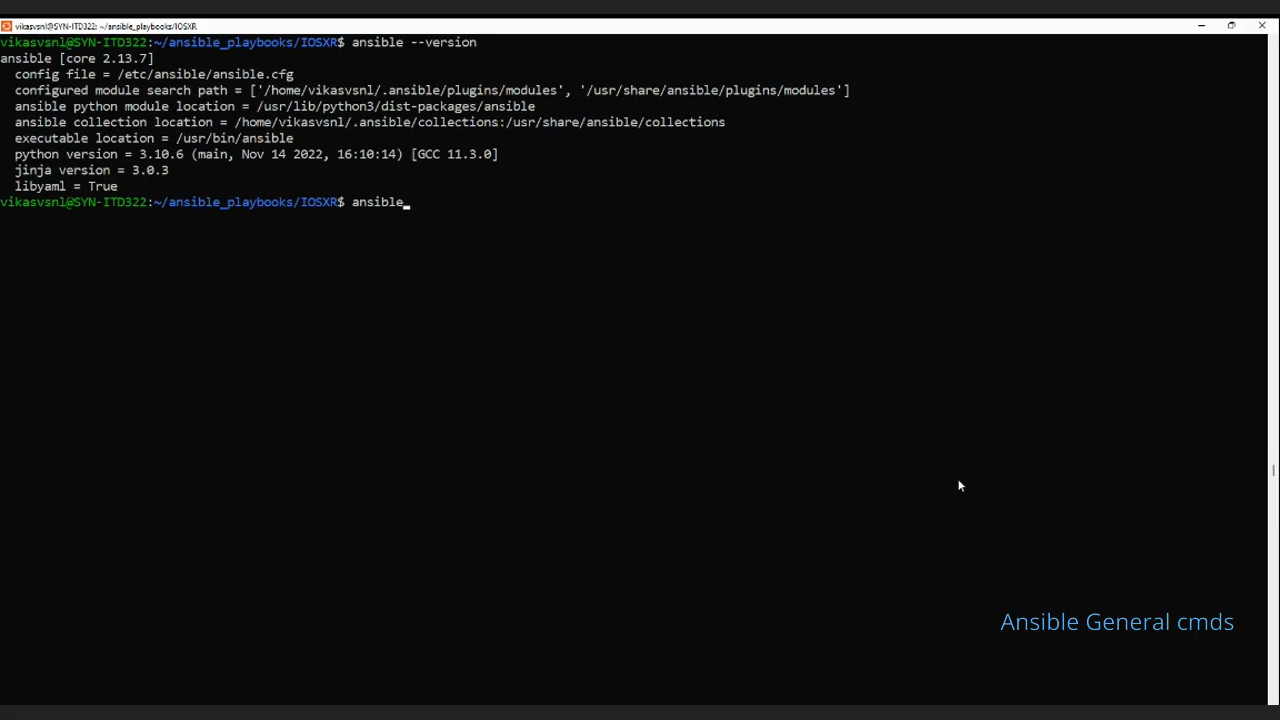 vikasvsnl@SYN-ITD322: ~/ansible_playbooks/IOSXR
vikasvsnl@SYN-ITD322:~/ansible_playbooks/IOSXR$ ansible --version
ansible [core 2.13.7]
  config file = /etc/ansible/ansible.cfg
  configured module search path = ['/home/vikasvsnl/.ansible/plugins/modules', '/usr/share/ansible/plugins/modules']
  ansible python module location = /usr/lib/python3/dist-packages/ansible
  ansible collection location = /home/vikasvsnl/.ansible/collections:/usr/share/ansible/collections
  executable location = /usr/bin/ansible
  python version = 3.10.6 (main, Nov 14 2022, 16:10:14) [GCC 11.3.0]
  jinja version = 3.0.3
  libyaml = True
vikasvsnl@SYN-ITD322:~/ansible_playbooks/IOSXR$ ansible
Ansible General cmds